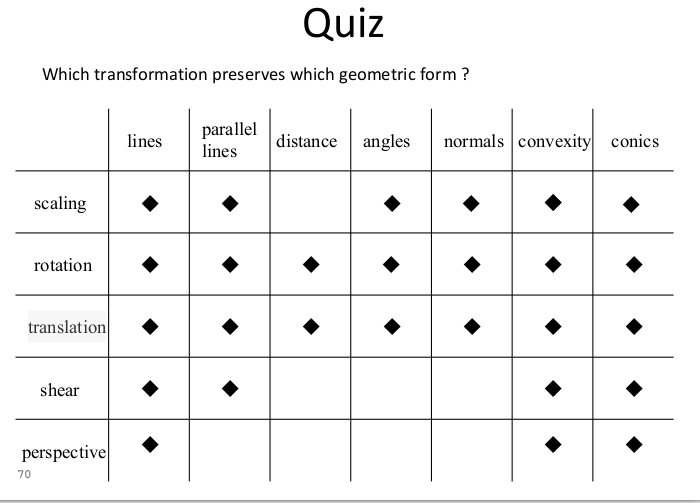 Quiz
Which transformation preserves which geometric form ?
lines parallel lines distance angles normals convexity conics
scaling ◆ ◆ ◆ ◆ ◆ ◆
rotation ◆ ◆ ◆ ◆ ◆ ◆ ◆
translation ◆ ◆ ◆ ◆ ◆ ◆ ◆
shear ◆ ◆ ◆ ◆
perspective ◆ ◆ ◆
70